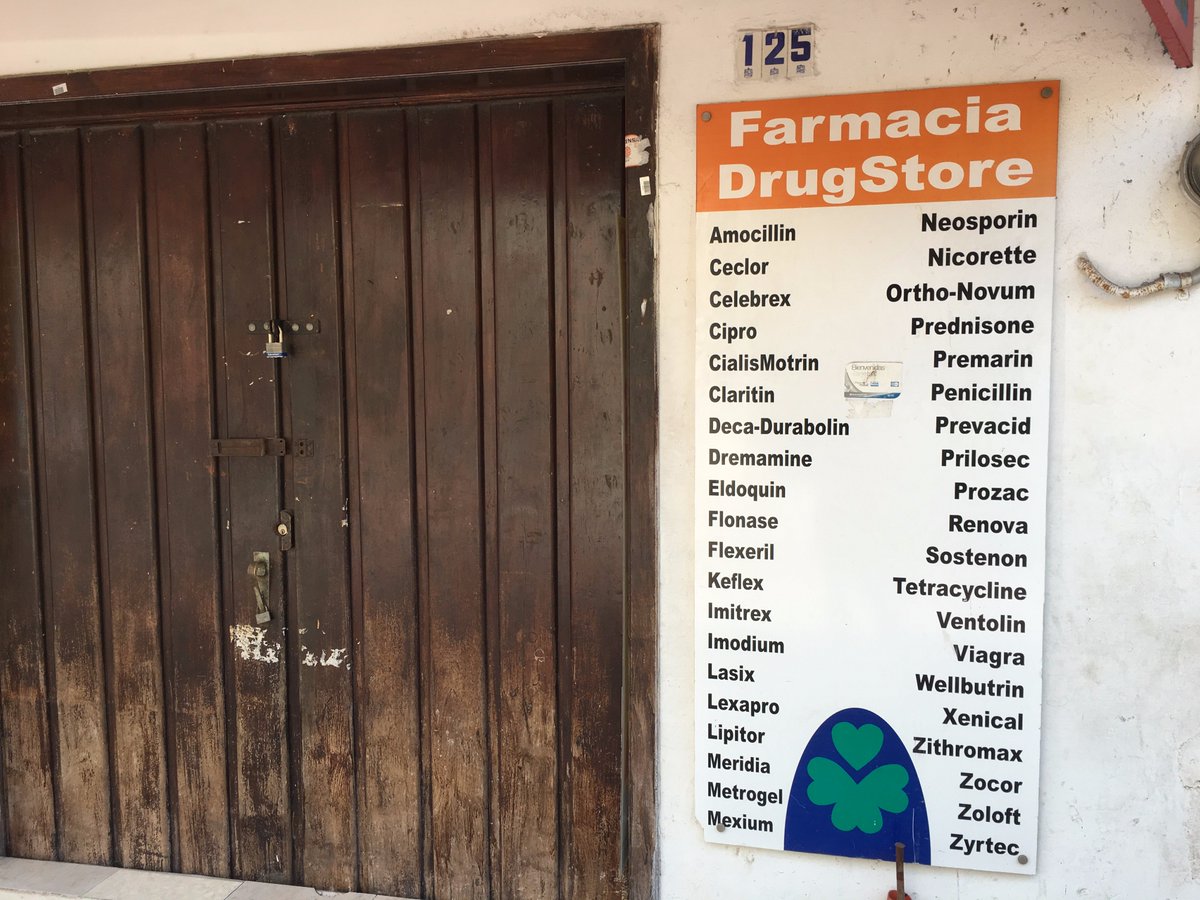 125
Farmacia
DrugStore
Amocillin
Ceclor
Celebrex
Cipro
CialisMotrin
Claritin
Deca-Durabolin
Dremamine
Eldoquin
Flonase
Flexeril
Keflex
Imitrex
Imodium
Lasix
Lexapro
Lipitor
Meridia
Metrogel
Mexium
Neosporin
Nicorette
Ortho-Novum
Prednisone
Premarin
Penicillin
Prevacid
Prilosec
Prozac
Renova
Sostenon
Tetracycline
Ventolin
Viagra
Wellbutrin
Xenical
Zithromax
Zocor
Zoloft
Zyrtec
Bienvenidas